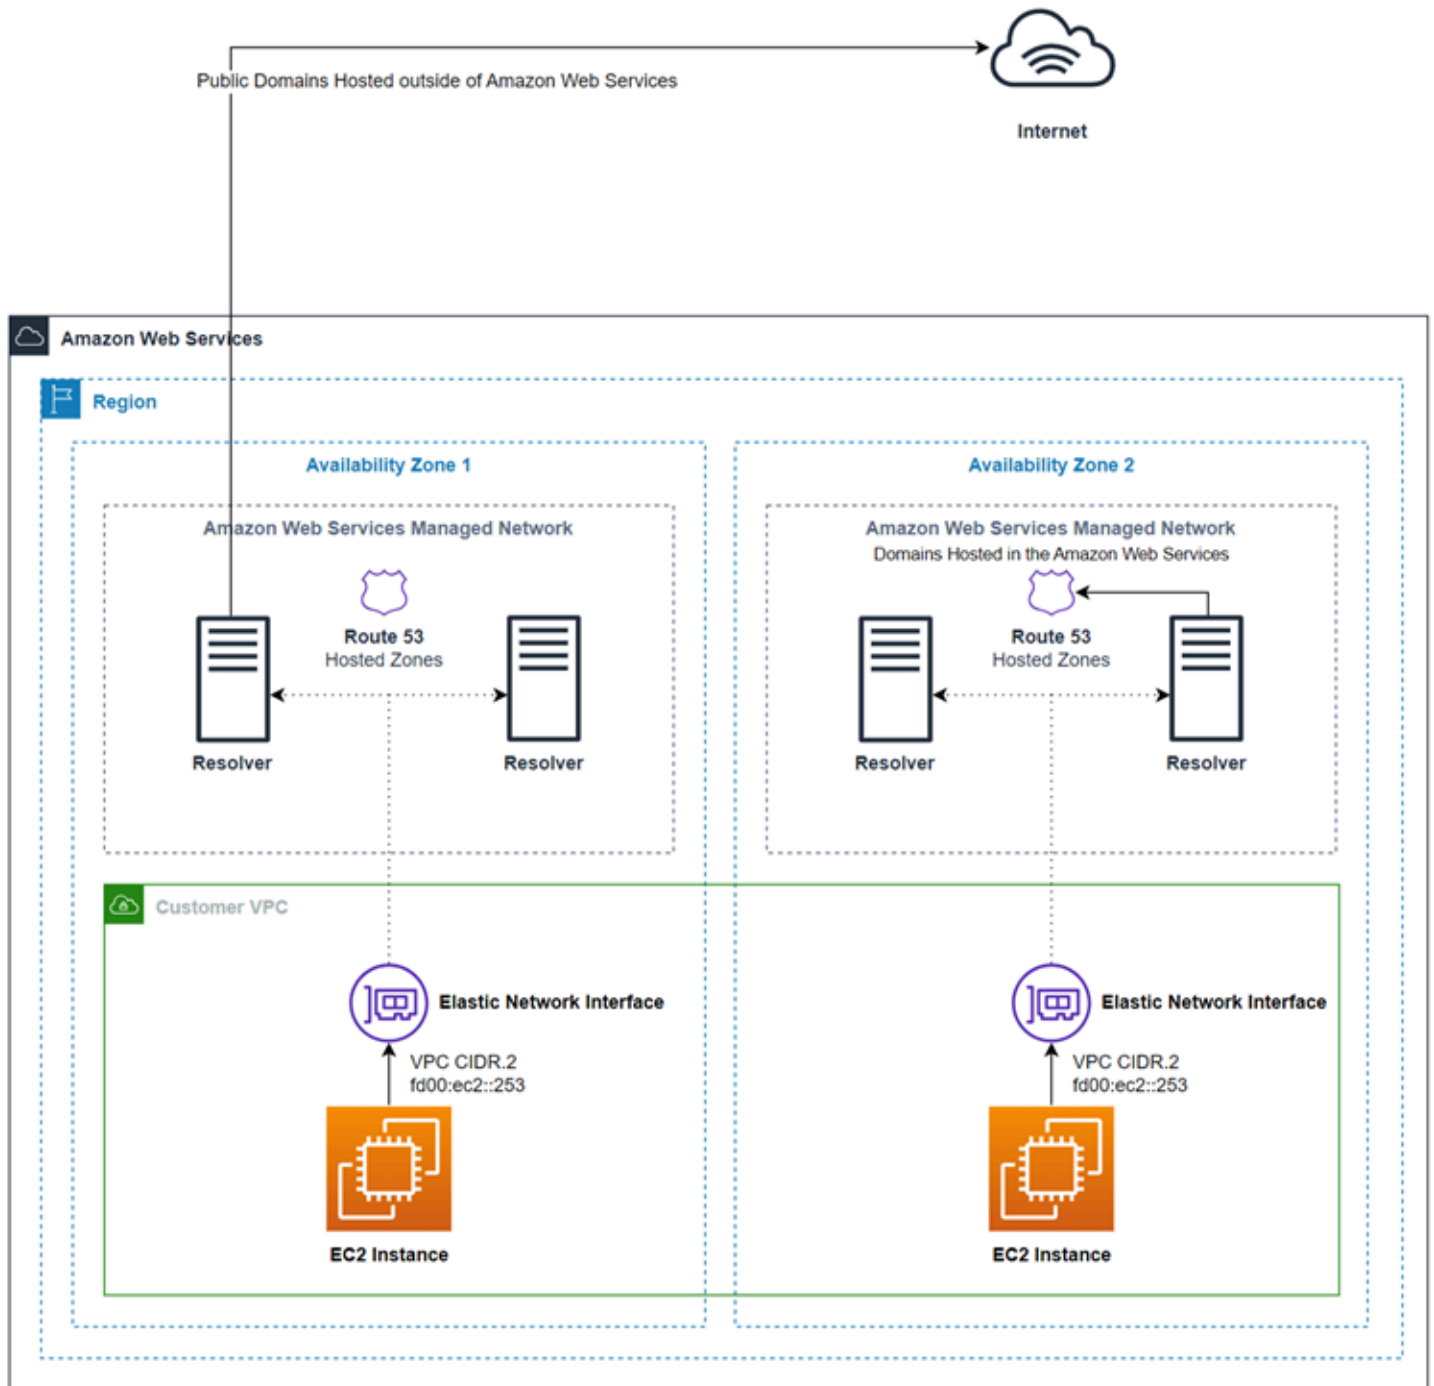 Public Domains Hosted outside of Amazon Web Services
Internet
Amazon Web Services
Region
Availability Zone 1
Amazon Web Services Managed Network
Route 53
Hosted Zones
Resolver
Resolver
Availability Zone 2
Amazon Web Services Managed Network
Domains Hosted in the Amazon Web Services
Route 53
Hosted Zones
Resolver
Resolver
Customer VPC
Elastic Network Interface
VPC CIDR.2
fd00:ec2::253
EC2 Instance
Elastic Network Interface
VPC CIDR.2
fd00:ec2::253
EC2 Instance